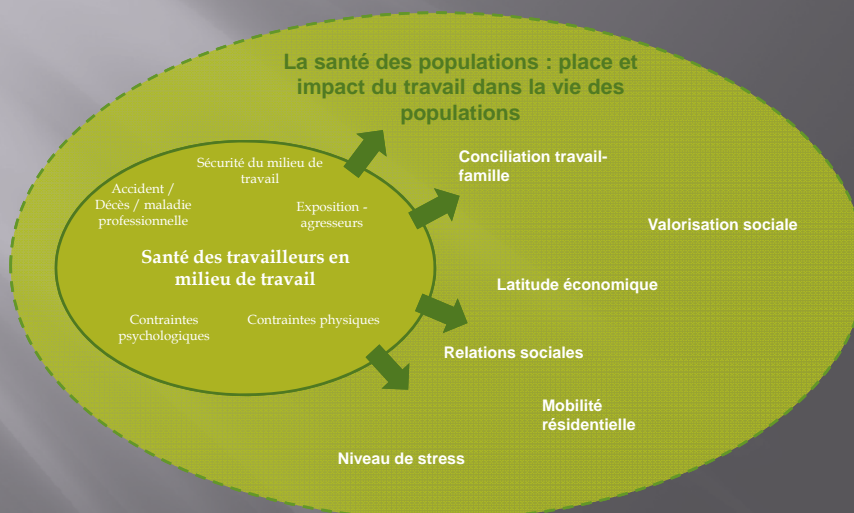 La santé des populations : place et
impact du travail dans la vie des
populations
Sécurité du milieu de
travail
Accident /
Décès / maladie
professionnelle
Exposition -
agresseurs
Santé des travailleurs en
milieu de travail
Contraintes
psychologiques
Contraintes physiques
Conciliation travail-
famille
Valorisation sociale
Latitude économique
Relations sociales
Mobilité
résidentielle
Niveau de stress